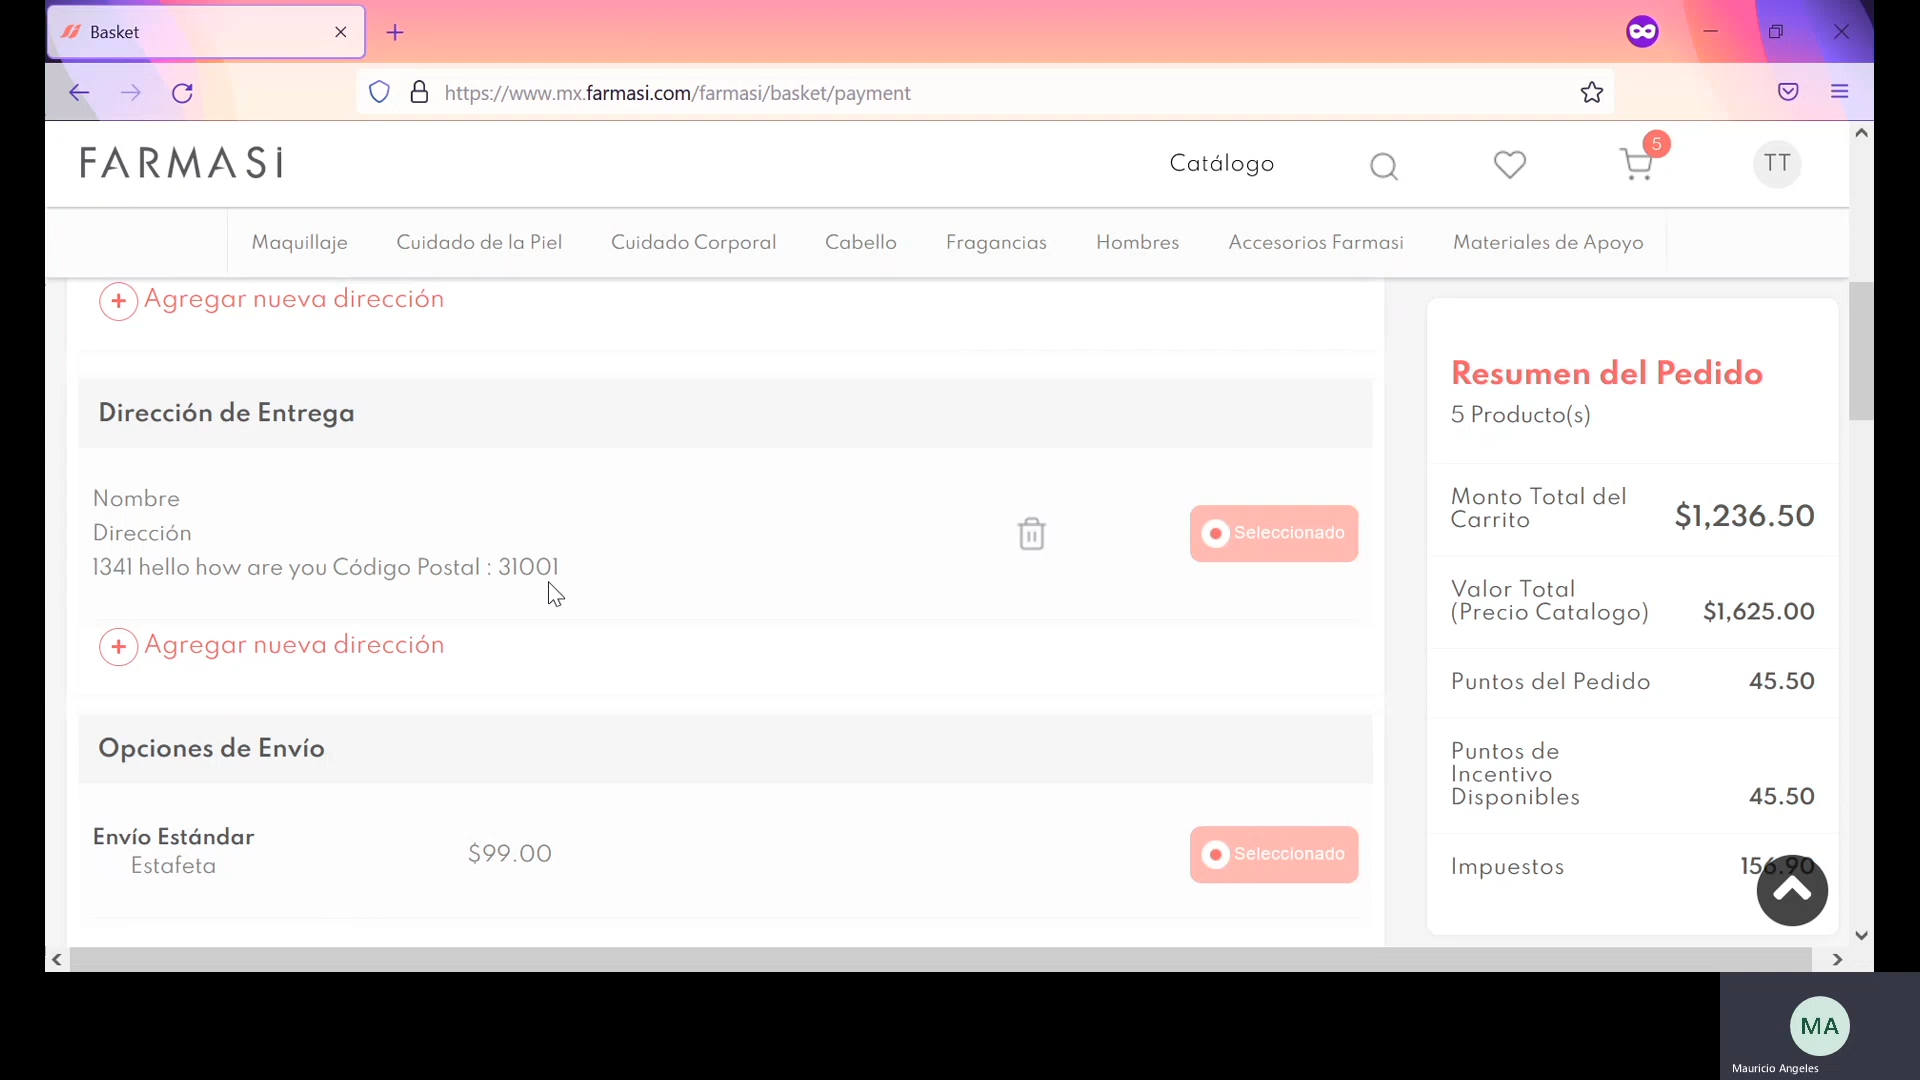 Basket
https://www.mx.farmasi.com/farmasi/basket/payment
FARMASi
Catálogo
5
TT
Maquillaje
Cuidado de la Piel
Cuidado Corporal
Cabello
Fragancias
Hombres
Accesorios Farmasi
Materiales de Apoyo
Agregar nueva dirección
Dirección de Entrega
Nombre
Dirección
1341 hello how are you Código Postal : 31001
Seleccionado
Agregar nueva dirección
Opciones de Envío
Envío Estándar
Estafeta
$99.00
Seleccionado
Resumen del Pedido
5 Producto(s)
Monto Total del
Carrito
$1,236.50
Valor Total
(Precio Catalogo)
$1,625.00
Puntos del Pedido
45.50
Puntos de
Incentivo
Disponibles
45.50
Impuestos
156.90
MA
Mauricio Angeles